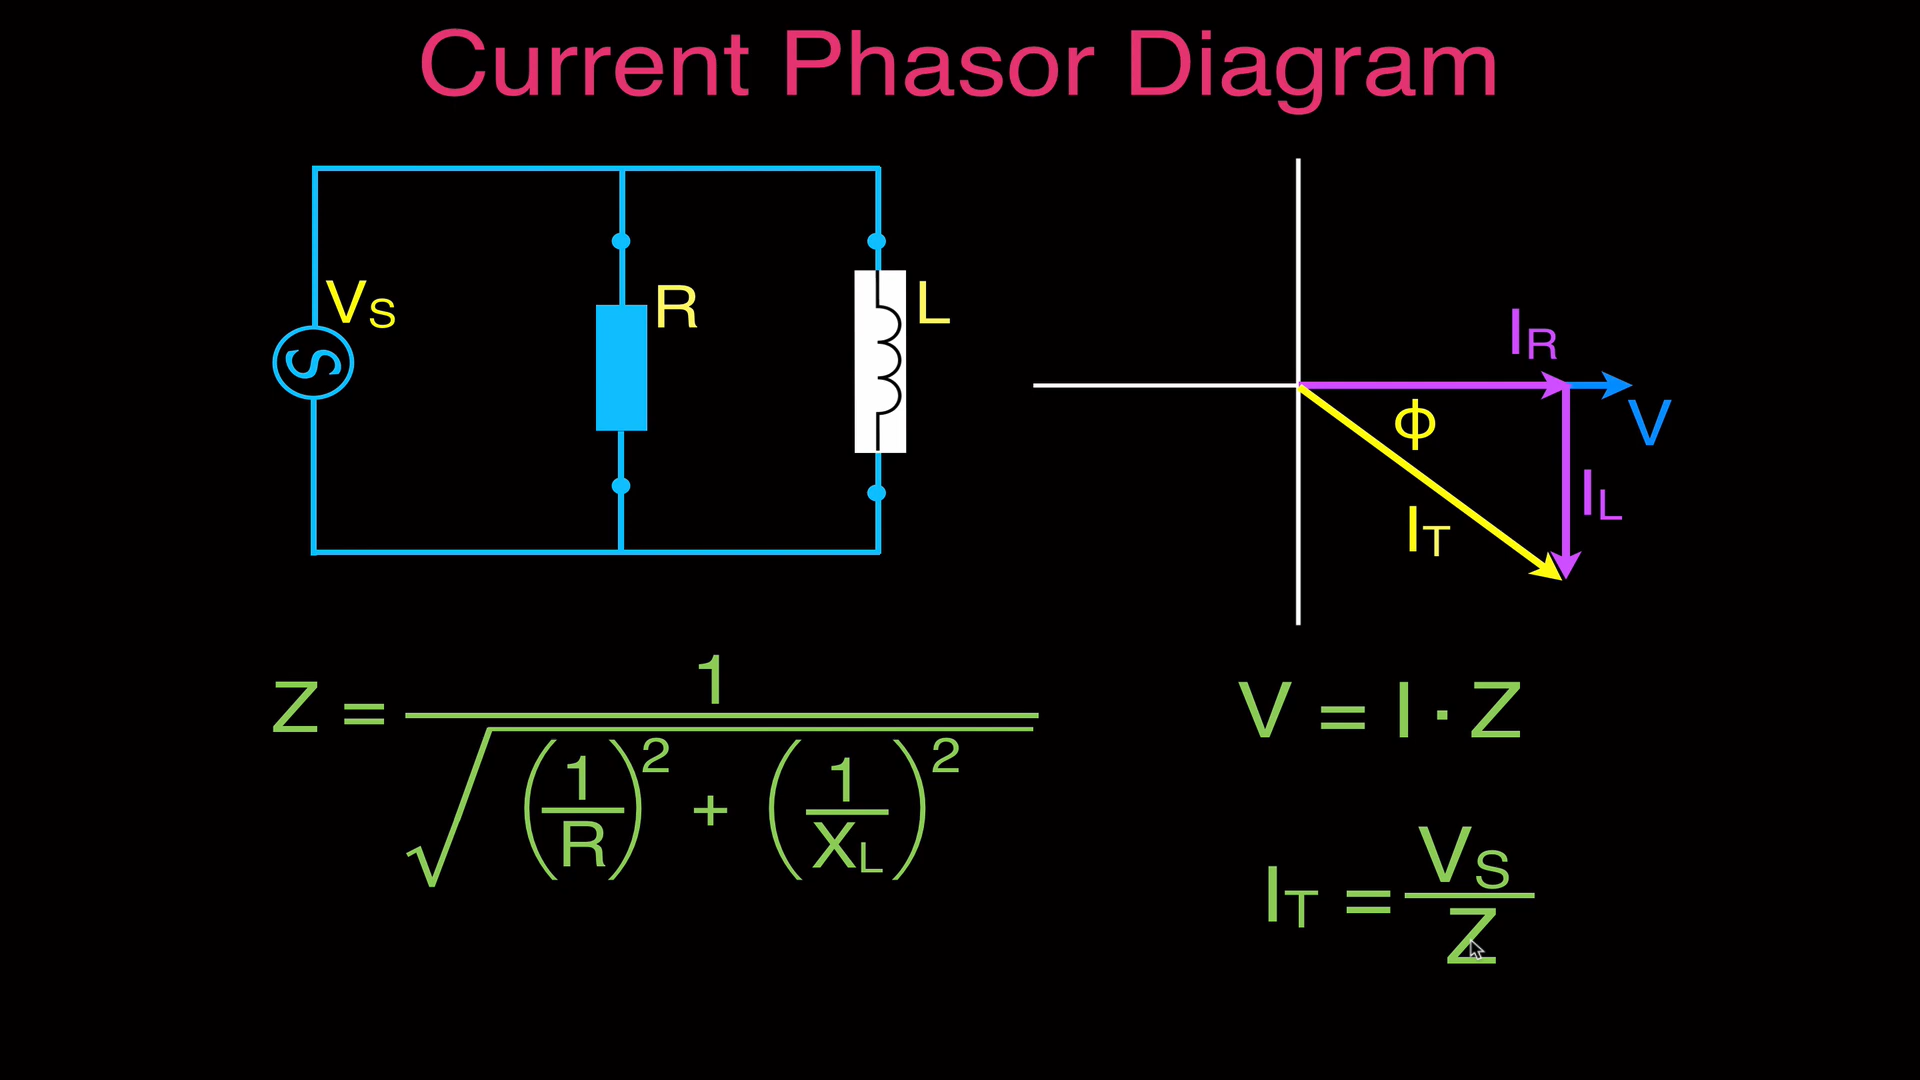 Current Phasor Diagram
VS
R
L
IR
V
ϕ
IL
IT
Z = 1 / √((1/R)² + (1/XL)²)
V = I · Z
IT = VS / Z